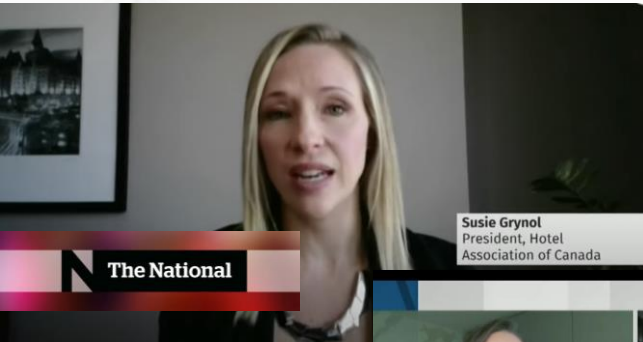 Susie Grynol
President, Hotel
Association of Canada
N The National